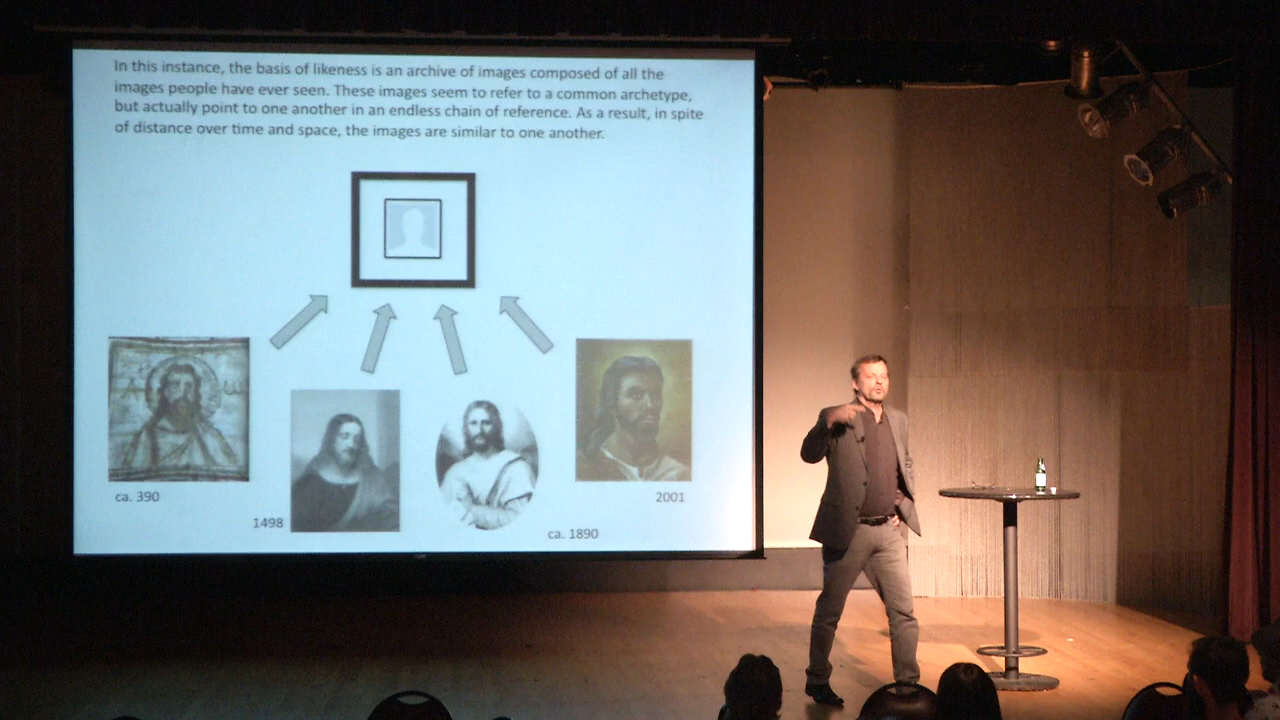 In this instance, the basis of likeness is an archive of images composed of all the
images people have ever seen. These images seem to refer to a common archetype,
but actually point to one another in an endless chain of reference. As a result, in spite
of distance over time and space, the images are similar to one another.
A ω
ca. 390
1498
ca. 1890
2001